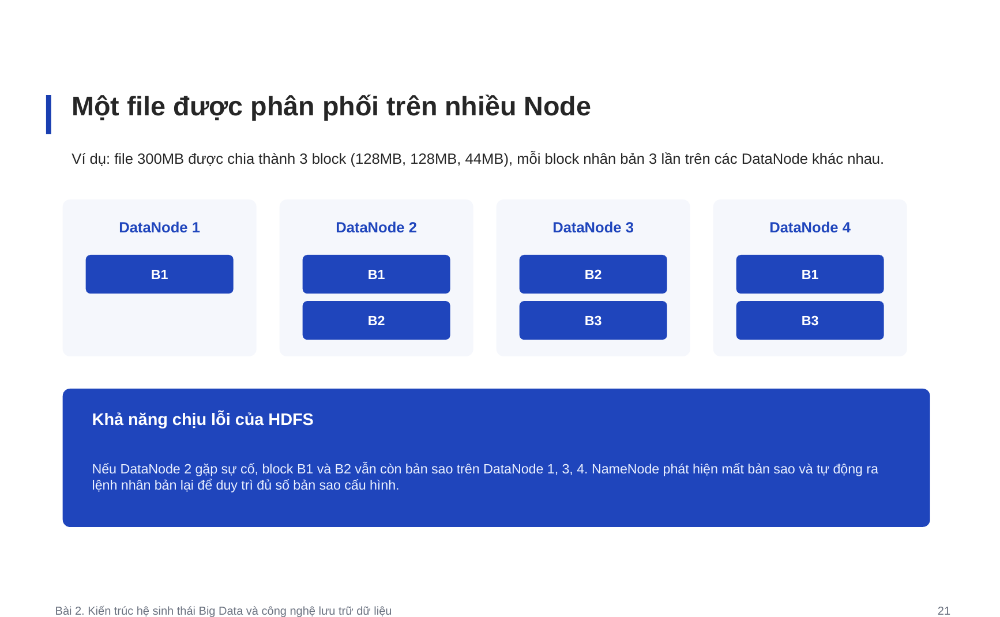 Một file được phân phối trên nhiều Node
Ví dụ: file 300MB được chia thành 3 block (128MB, 128MB, 44MB), mỗi block nhân bản 3 lần trên các DataNode khác nhau.
DataNode 1
B1
DataNode 2
B1
B2
DataNode 3
B2
B3
DataNode 4
B1
B3
Khả năng chịu lỗi của HDFS
Nếu DataNode 2 gặp sự cố, block B1 và B2 vẫn còn bản sao trên DataNode 1, 3, 4. NameNode phát hiện mất bản sao và tự động ra
lệnh nhân bản lại để duy trì đủ số bản sao cấu hình.
Bài 2. Kiến trúc hệ sinh thái Big Data và công nghệ lưu trữ dữ liệu
21